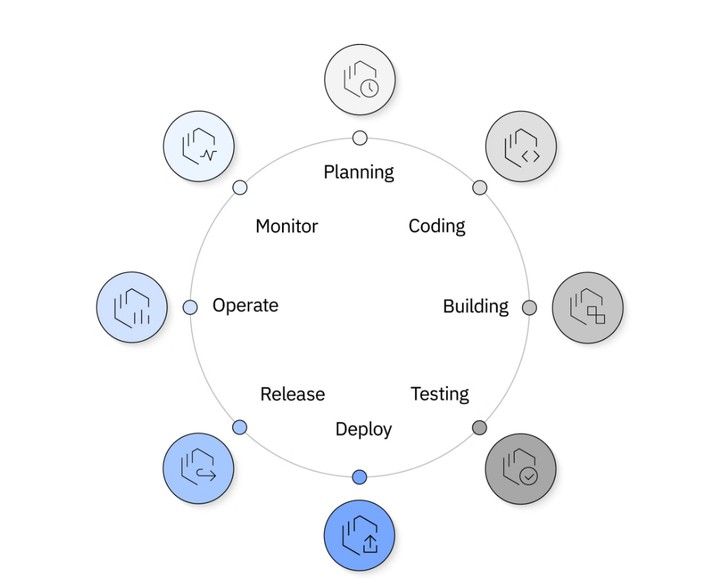 Planning
Monitor
Coding
Operate
Building
Release
Testing
Deploy